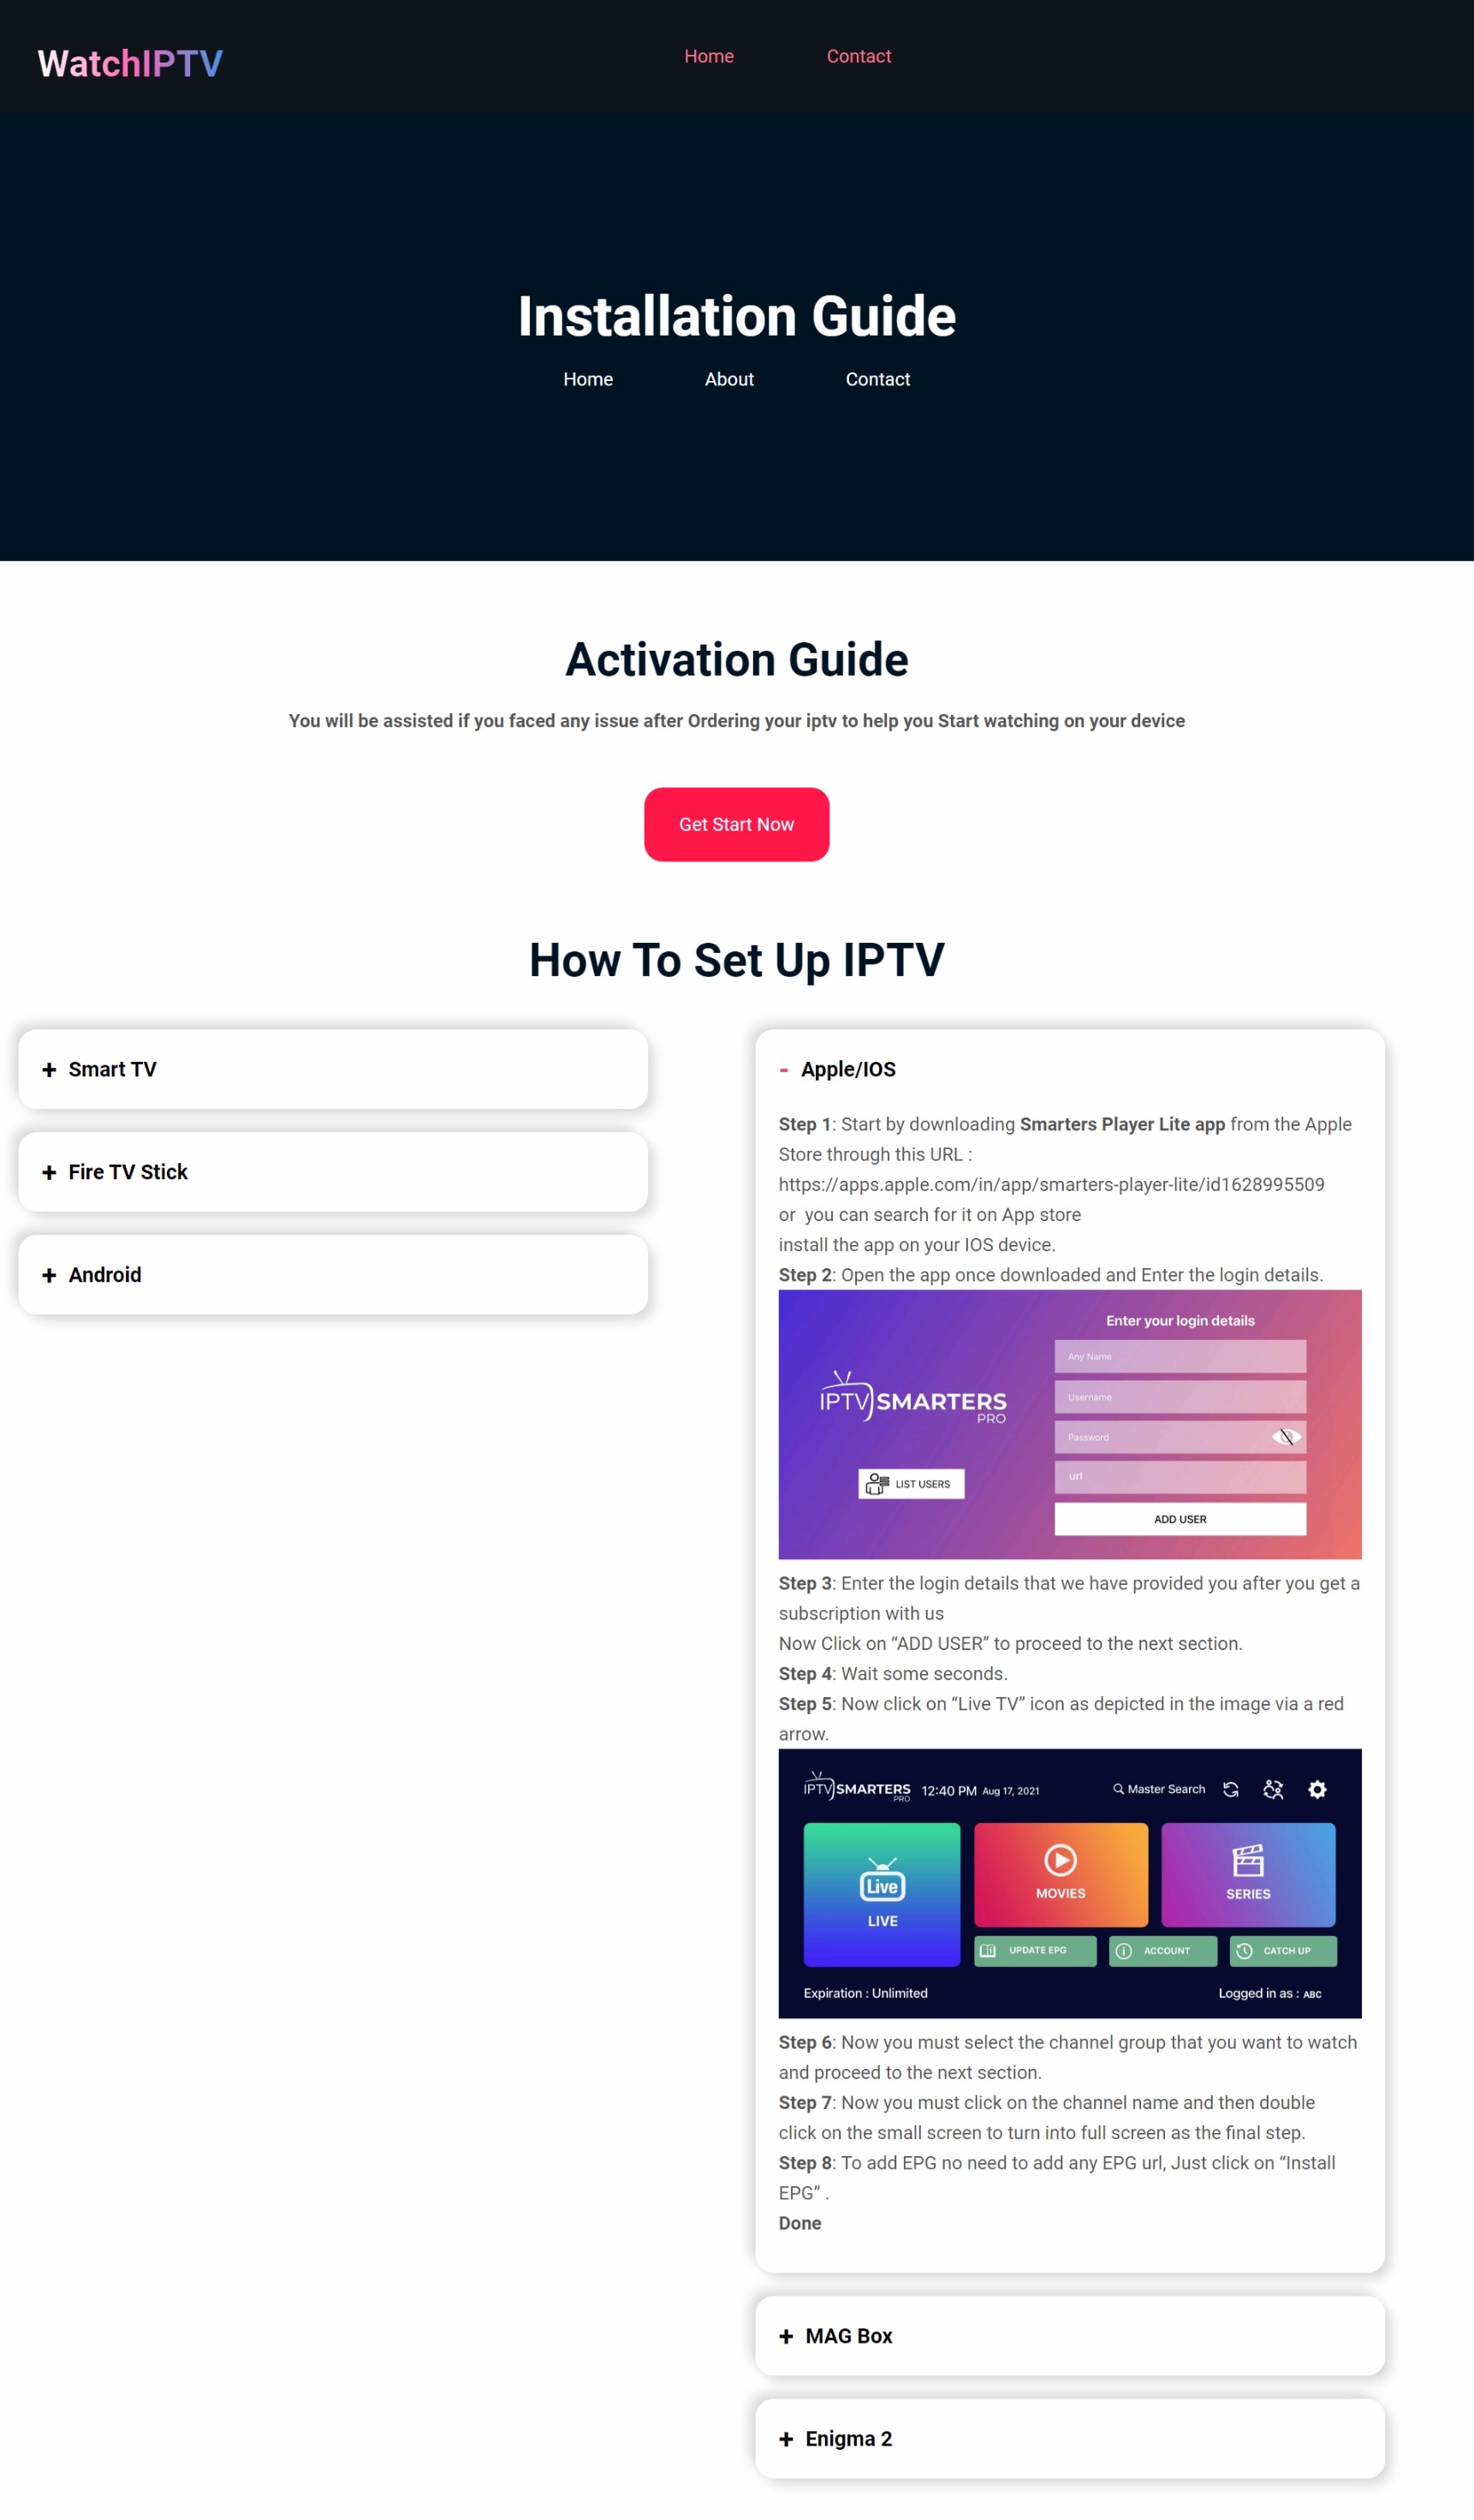 WatchIPTV
Home Contact
Installation Guide
Home About Contact
Activation Guide
You will be assisted if you faced any issue after Ordering your iptv to help you Start watching on your device
Get Start Now
How To Set Up IPTV
+ Smart TV
+ Fire TV Stick
+ Android
- Apple/IOS
Step 1: Start by downloading Smarters Player Lite app from the Apple
Store through this URL :
https://apps.apple.com/in/app/smarters-player-lite/id1628995509
or you can search for it on App store
install the app on your IOS device.
Step 2: Open the app once downloaded and Enter the login details.
IPTV SMARTERS
PRO
LIST USERS
Enter your login details
Any Name
Username
Password
url
ADD USER
Step 3: Enter the login details that we have provided you after you get a
subscription with us
Now Click on “ADD USER” to proceed to the next section.
Step 4: Wait some seconds.
Step 5: Now click on “Live TV” icon as depicted in the image via a red
arrow.
IPTV SMARTERS
PRO
12:40 PM Aug 17, 2021
Master Search
Live
LIVE
MOVIES
SERIES
UPDATE EPG
ACCOUNT
CATCH UP
Expiration : Unlimited
Logged in as : ABC
Step 6: Now you must select the channel group that you want to watch
and proceed to the next section.
Step 7: Now you must click on the channel name and then double
click on the small screen to turn into full screen as the final step.
Step 8: To add EPG no need to add any EPG url, Just click on “Install
EPG” .
Done
+ MAG Box
+ Enigma 2